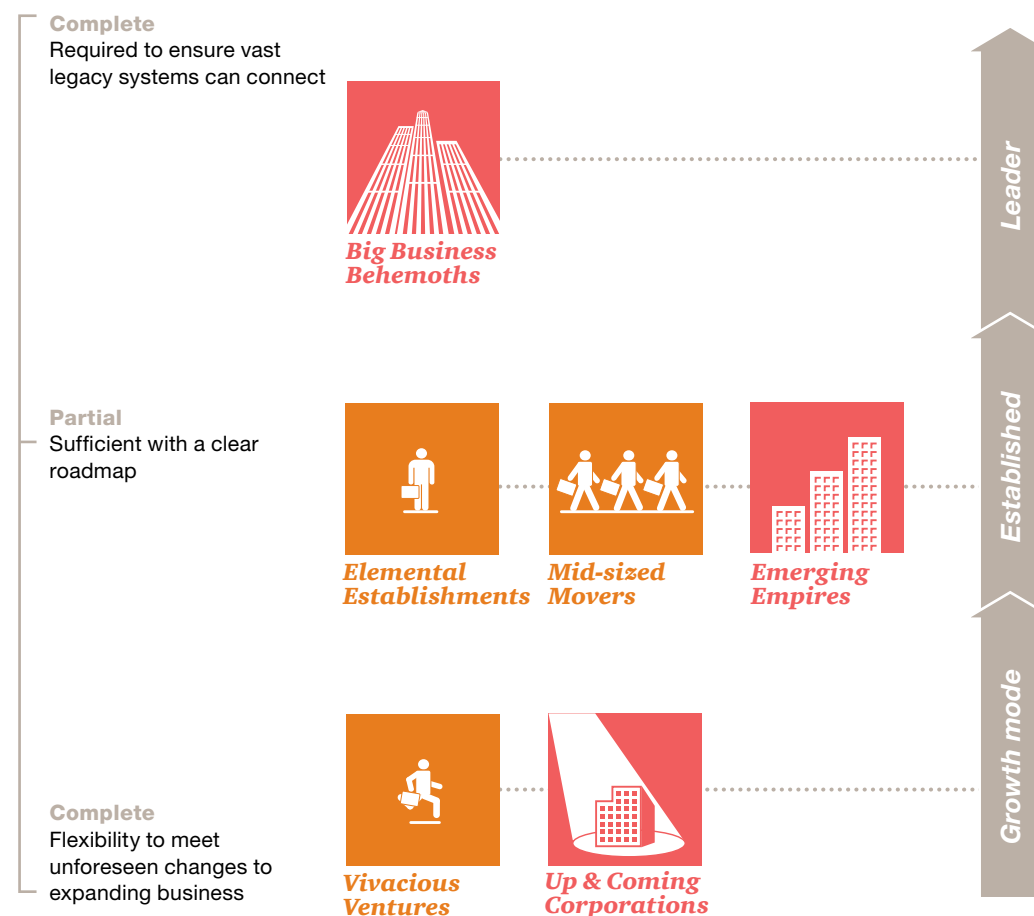 Complete
Required to ensure vast
legacy systems can connect
Big Business
Behemoths
Leader
Partial
Sufficient with a clear
roadmap
Elemental
Establishments
Mid-sized
Movers
Emerging
Empires
Established
Complete
Flexibility to meet
unforeseen changes to
expanding business
Vivacious
Ventures
Up & Coming
Corporations
Growth mode